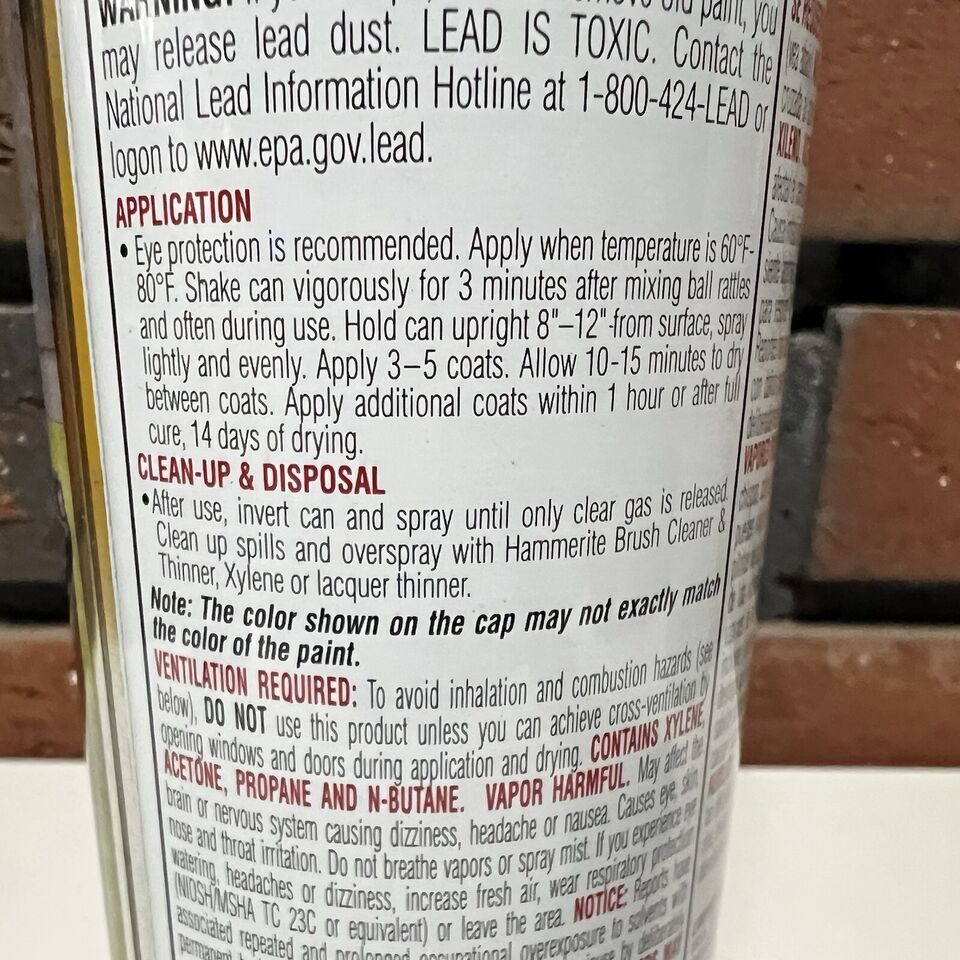 WARNING: old paint, you
may release lead dust. LEAD IS TOXIC. Contact the
National Lead Information Hotline at 1-800-424-LEAD or
logon to www.epa.gov.lead.
APPLICATION
• Eye protection is recommended. Apply when temperature is 60°F-
80°F. Shake can vigorously for 3 minutes after mixing ball rattles
and often during use. Hold can upright 8"–12" from surface, spray
lightly and evenly. Apply 3–5 coats. Allow 10-15 minutes to dry
between coats. Apply additional coats within 1 hour or after full
cure, 14 days of drying.
CLEAN-UP & DISPOSAL
•After use, invert can and spray until only clear gas is released.
Clean up spills and overspray with Hammerite Brush Cleaner &
Thinner, Xylene or lacquer thinner.
Note: The color shown on the cap may not exactly match
the color of the paint.
VENTILATION REQUIRED: To avoid inhalation and combustion hazards (see
below), DO NOT use this product unless you can achieve cross-ventilation by
opening windows and doors during application and drying. CONTAINS XYLENE,
ACETONE, PROPANE AND N-BUTANE. VAPOR HARMFUL. May affect the
brain or nervous system causing dizziness, headache or nausea. Causes eye, skin,
nose and throat irritation. Do not breathe vapors or spray mist. If you experience eye
watering, headaches or dizziness, increase fresh air, wear respiratory protection
(NIOSH/MSHA TC 23C or equivalent) or leave the area. NOTICE: Reports have
associated repeated and prolonged occupational overexposure to solvents with
permanent